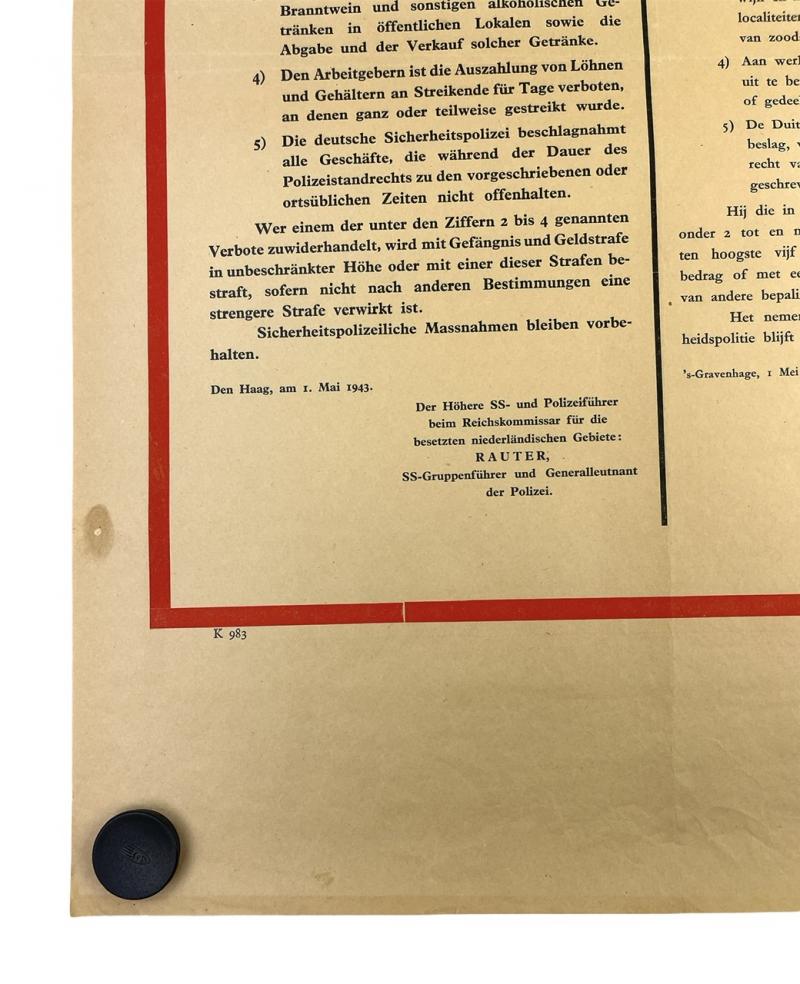 Branntwein und sonstigen alkoholischen Ge-
tränken in öffentlichen Lokalen sowie die
Abgabe und der Verkauf solcher Getränke.
4) Den Arbeitgebern ist die Auszahlung von Löhnen
und Gehältern an Streikende für Tage verboten,
an denen ganz oder teilweise gestreikt wurde.
5) Die deutsche Sicherheitspolizei beschlagnahmt
alle Geschäfte, die während der Dauer des
Polizeistandrechts zu den vorgeschriebenen oder
ortsüblichen Zeiten nicht offenhalten.
Wer einem der unter den Ziffern 2 bis 4 genannten
Verbote zuwiderhandelt, wird mit Gefängnis und Geldstrafe
in unbeschränkter Höhe oder mit einer dieser Strafen be-
straft, sofern nicht nach anderen Bestimmungen eine
strengere Strafe verwirkt ist.
Sicherheitspolizeiliche Massnahmen bleiben vorbe-
halten.
Den Haag, am 1. Mai 1943.
Der Höhere SS- und Polizeiführer
beim Reichskommissar für die
besetzten niederländischen Gebiete:
RAUTER,
SS-Gruppenführer und Generalleutnant
der Polizei.
K 983
localiteiten
van zood
4) Aan werk
uit te be
of gedeel
5) De Duit
beslag, w
recht va
geschrev
Hij die in
onder 2 tot en m
ten hoogste vijf
bedrag of met ee
van andere bepali
Het nemen
heidspolitie blijft
's-Gravenhage, 1 Mei